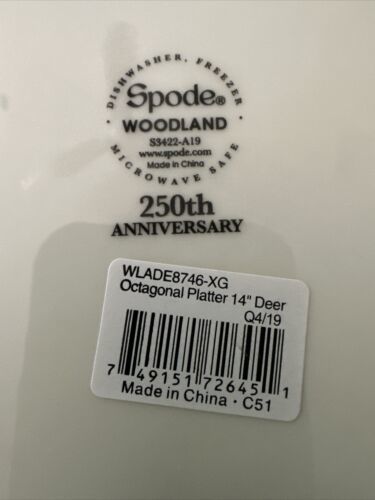 DISHWASHER, FREEZER
Spode®
WOODLAND
S3422-A19
www.spode.com
Made in China
MICROWAVE SAFE
250th
ANNIVERSARY
WLADE8746-XG
Octagonal Platter 14" Deer
Q4/19
7 49151 72645 1
Made in China · C51